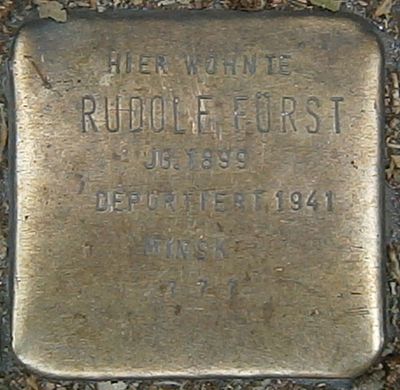 HIER WOHNTE
RUDOLF FÜRST
JG. 1899
DEPORTIERT 1941
MINSK
? ? ?